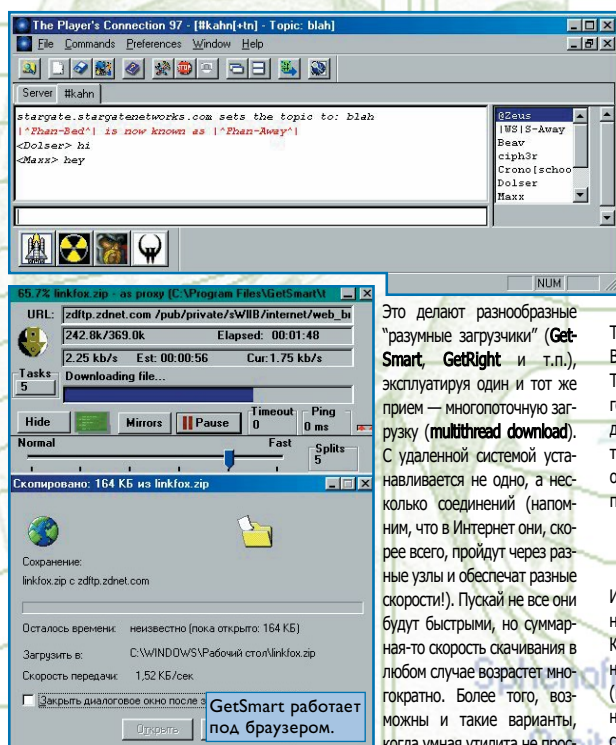 The Player's Connection 97 - [#kahn[+tn] - Topic: blah]
File Commands Preferences Window Help
Server #kahn
stargate.stargatenetworks.com sets the topic to: blah
|^Phan-Bed^| is now known as |^Phan-Away^|
<Dolser> hi
<Maxx> hey
@Zeus
|WS|S-Away
Beav
ciph3r
Crono[schoo
Dolser
Maxx
NUM
65.7% linkfox.zip - as proxy (C:\Program Files\GetSmart\t
URL: zdftp.zdnet.com /pub/private/sWIIB/internet/web_br
242.8k/369.0k Elapsed: 00:01:48
2.25 kb/s Est: 00:00:56 Cur: 1.75 kb/s
Tasks
5
Downloading file...
Hide Mirrors Pause
Timeout
0
Ping
0 ms
Normal Fast
Splits
5
Скопировано: 164 КБ из linkfox.zip
Сохранение:
linkfox.zip с zdftp.zdnet.com
Осталось времени: неизвестно (пока открыто: 164 КБ)
Загрузить в: C:\WINDOWS\Рабочий стол\linkfox.zip
Скорость передачи: 1,52 КБ/сек
Закрыть диалоговое окно после з
Открыть
GetSmart работает
под браузером.
Это делают разнообразные
"разумные загрузчики" (Get-
Smart, GetRight и т.п.),
эксплуатируя один и тот же
прием — многопоточную заг-
рузку (multithread download).
С удаленной системой уста-
навливается не одно, а нес-
колько соединений (напом-
ним, что в Интернет они, ско-
рее всего, пройдут через раз-
ные узлы и обеспечат разные
скорости!). Пускай не все они
будут быстрыми, но суммар-
ная-то скорость скачивания в
любом случае возрастет мно-
гократно. Более того, воз-
можны и такие варианты,
когда умная утилита не прос-